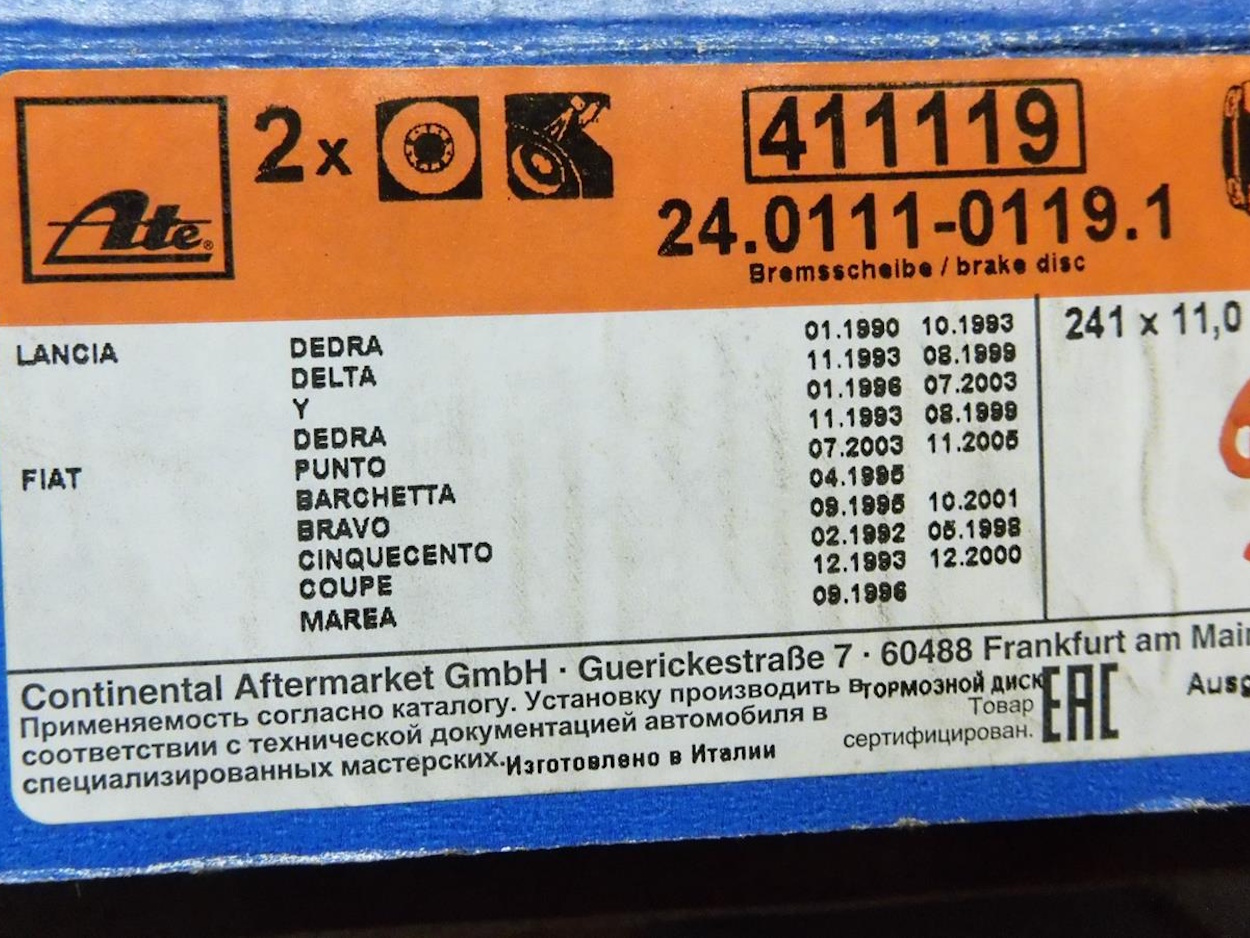 Ate®
2x
411119
24.0111-0119.1
Bremsscheibe / brake disc
LANCIA DEDRA 01.1990 10.1993
DELTA 11.1993 08.1999
Y 01.1996 07.2003
DEDRA 11.1993 08.1999
FIAT PUNTO 07.2003 11.2005
BARCHETTA 04.1995
BRAVO 09.1995 10.2001
CINQUECENTO 02.1992 05.1998
COUPE 12.1993 12.2000
MAREA 09.1996
241 x 11,0
Continental Aftermarket GmbH · Guerickestraße 7 · 60488 Frankfurt am Main
Применяемость согласно каталогу. Установку производить в
соответствии с технической документацией автомобиля в
специализированных мастерских.
Изготовлено в Италии
тормозной диск
Товар
сертифицирован.
EAC